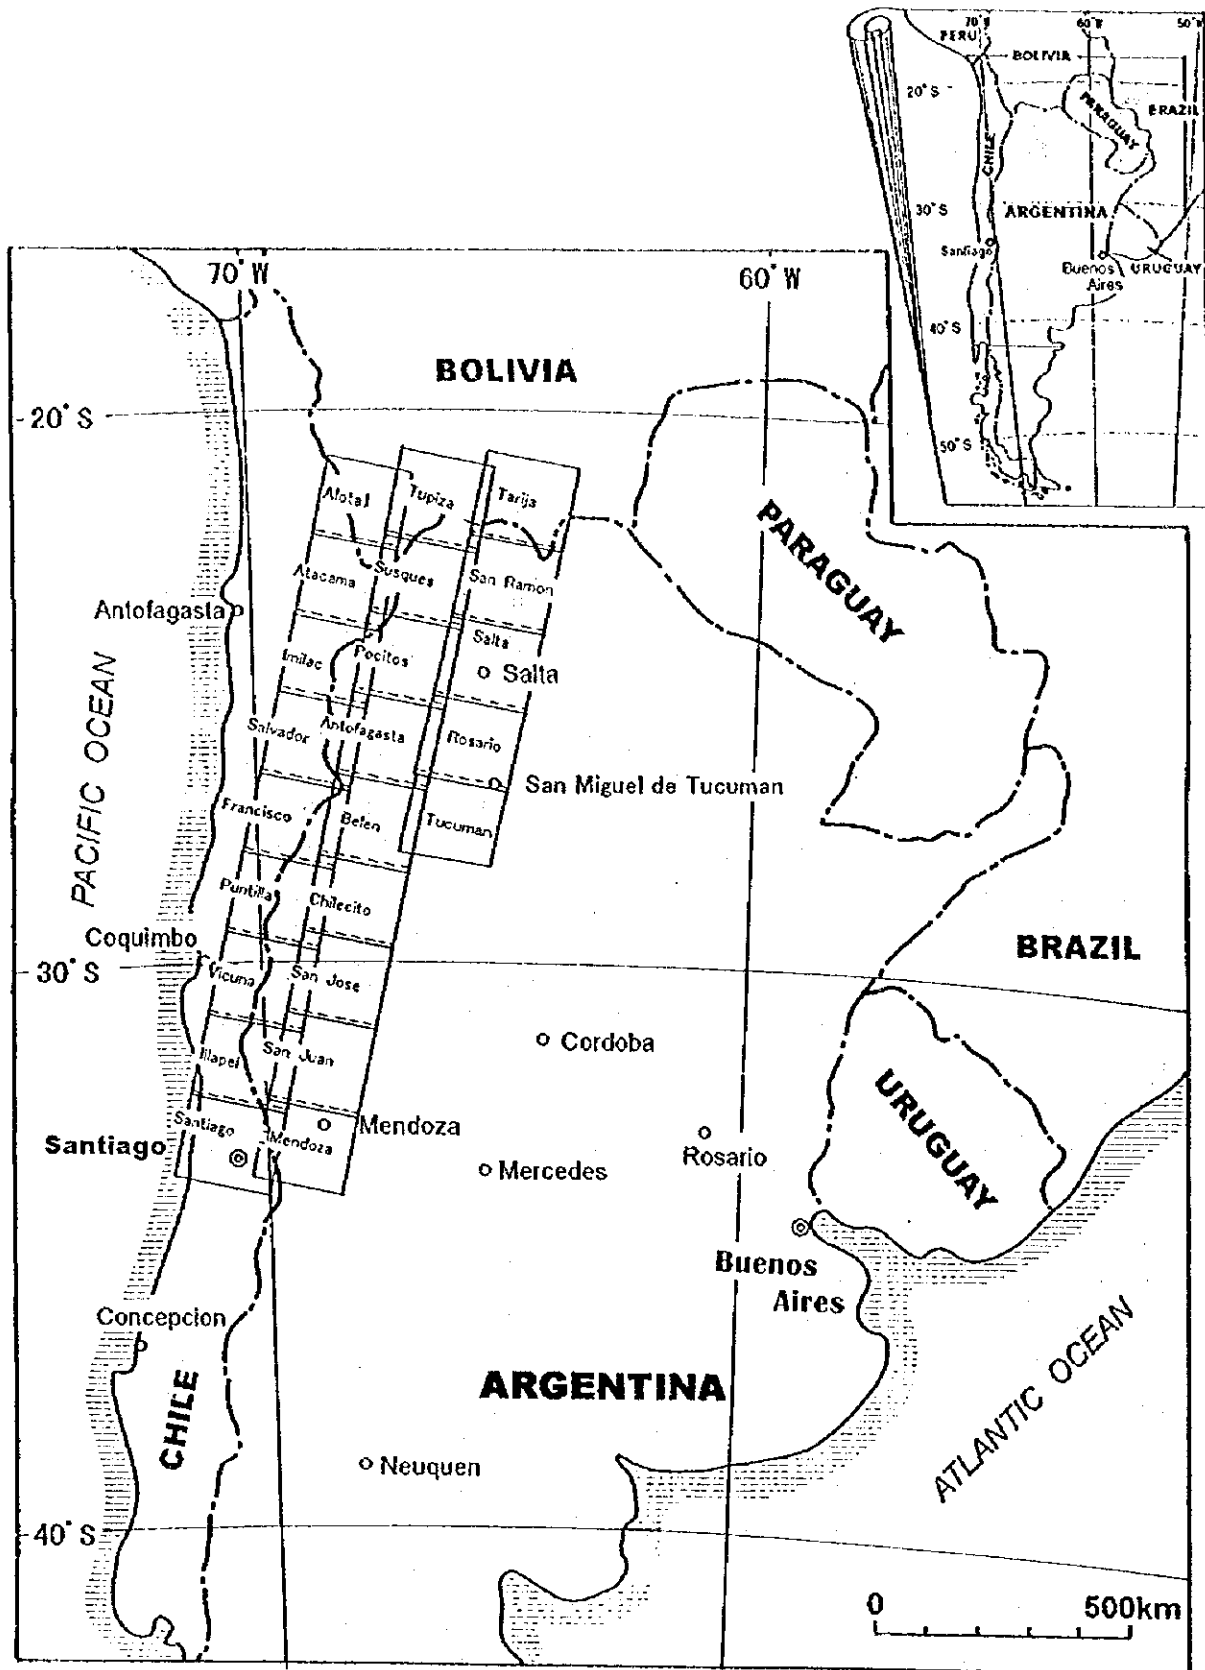 70°W
60°W
50°W
PERU
BOLIVIA
20°S
PARAGUAY
BRAZIL
CHILE
30°S
ARGENTINA
Santiago
Buenos
Aires
URUGUAY
40°S
50°S
70°W
60°W
BOLIVIA
20°S
Alota
Tupiza
Tarija
PARAGUAY
Atacama
Susques
San Ramon
Antofagasta
Imilac
Pocitos
Salta
Salta
PACIFIC OCEAN
Salvador
Antofagasta
Rosario
San Miguel de Tucuman
Francisco
Belen
Tucuman
Puntilla
Chilecito
Coquimbo
BRAZIL
30°S
Vicuna
San Jose
Cordoba
Illapel
San Juan
URUGUAY
Santiago
Santiago
Mendoza
Mendoza
Mercedes
Rosario
Buenos
Aires
Concepcion
CHILE
ARGENTINA
ATLANTIC OCEAN
Neuquen
40°S
0
500km